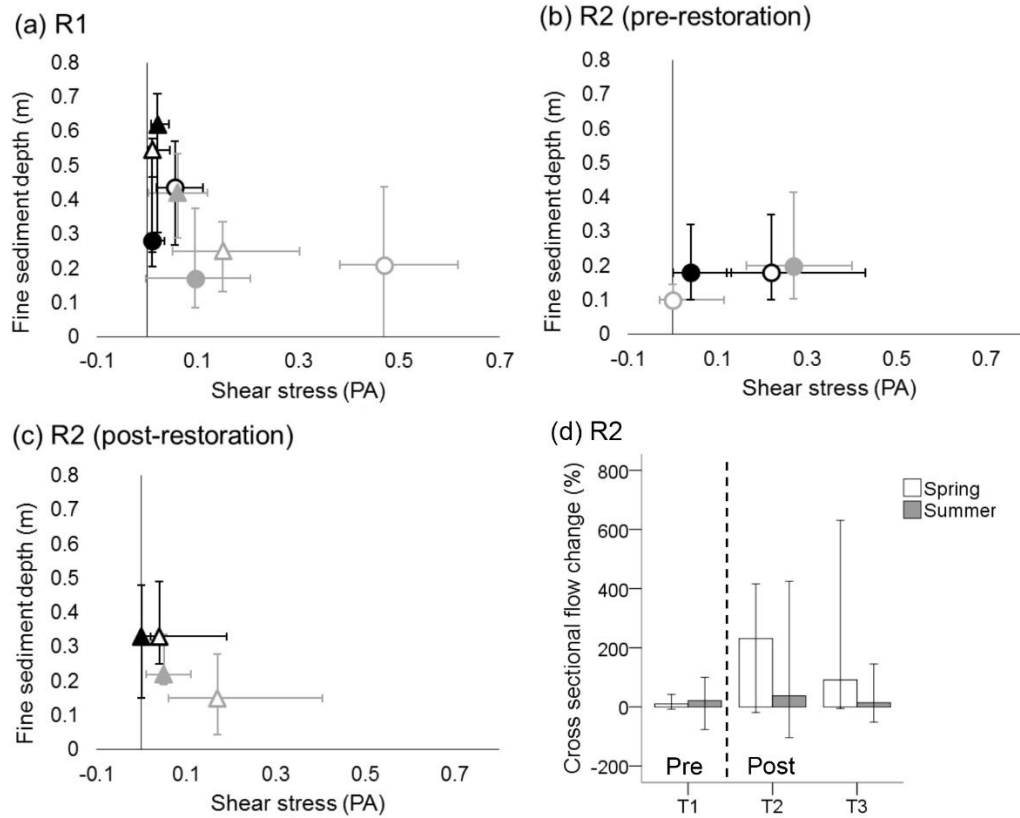 (a) R1
Fine sediment depth (m)
0.8
0.7
0.6
0.5
0.4
0.3
0.2
0.1
0
-0.1 0.1 0.3 0.5 0.7
Shear stress (PA)
(b) R2 (pre-restoration)
Fine sediment depth (m)
0.8
0.7
0.6
0.5
0.4
0.3
0.2
0.1
0
-0.1 0.1 0.3 0.5 0.7
Shear stress (PA)
(c) R2 (post-restoration)
Fine sediment depth (m)
0.8
0.7
0.6
0.5
0.4
0.3
0.2
0.1
0
-0.1 0.1 0.3 0.5 0.7
Shear stress (PA)
(d) R2
Cross sectional flow change (%)
800
600
400
200
0
-200
Pre Post
T1 T2 T3
Spring
Summer